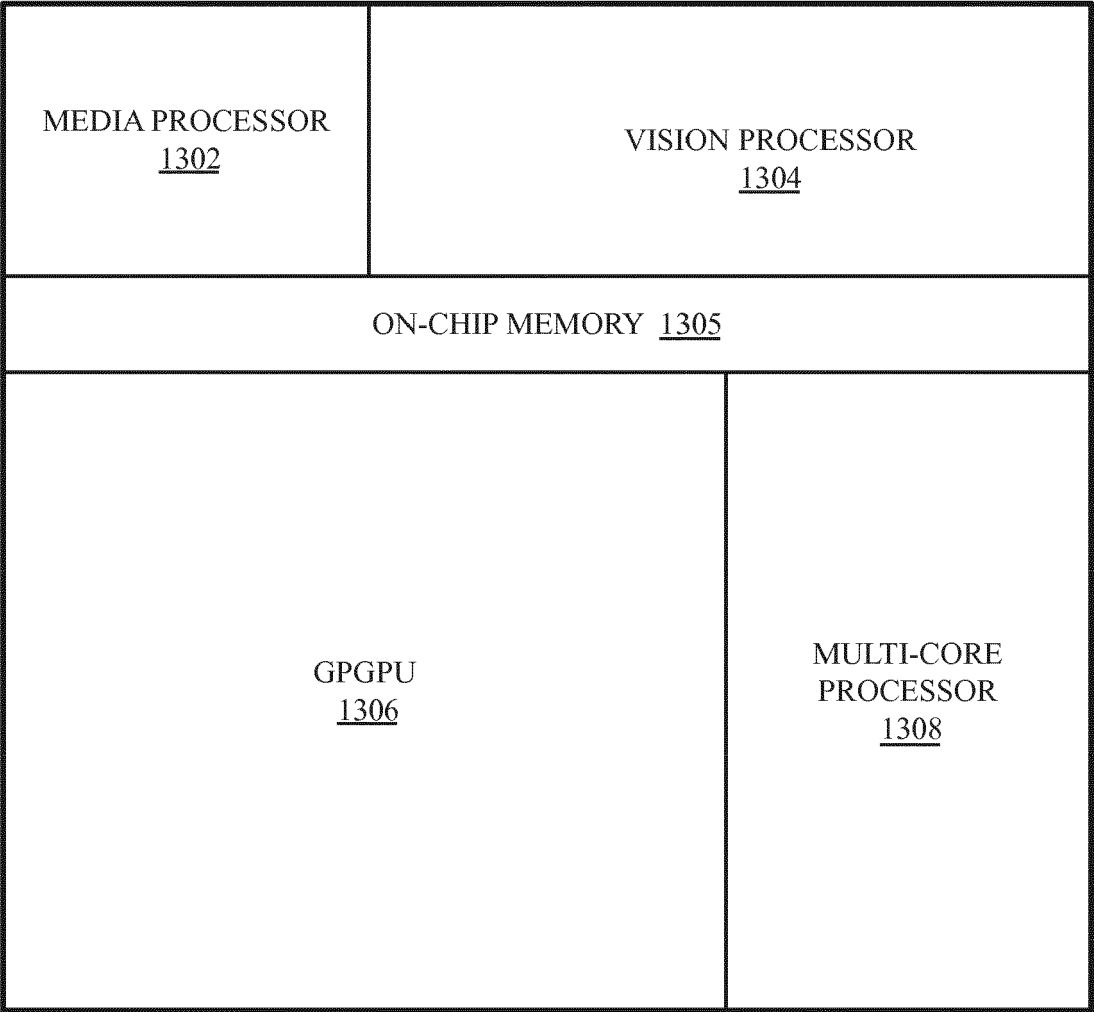 MEDIA PROCESSOR
1302
VISION PROCESSOR
1304
ON-CHIP MEMORY 1305
GPGPU
1306
MULTI-CORE
PROCESSOR
1308